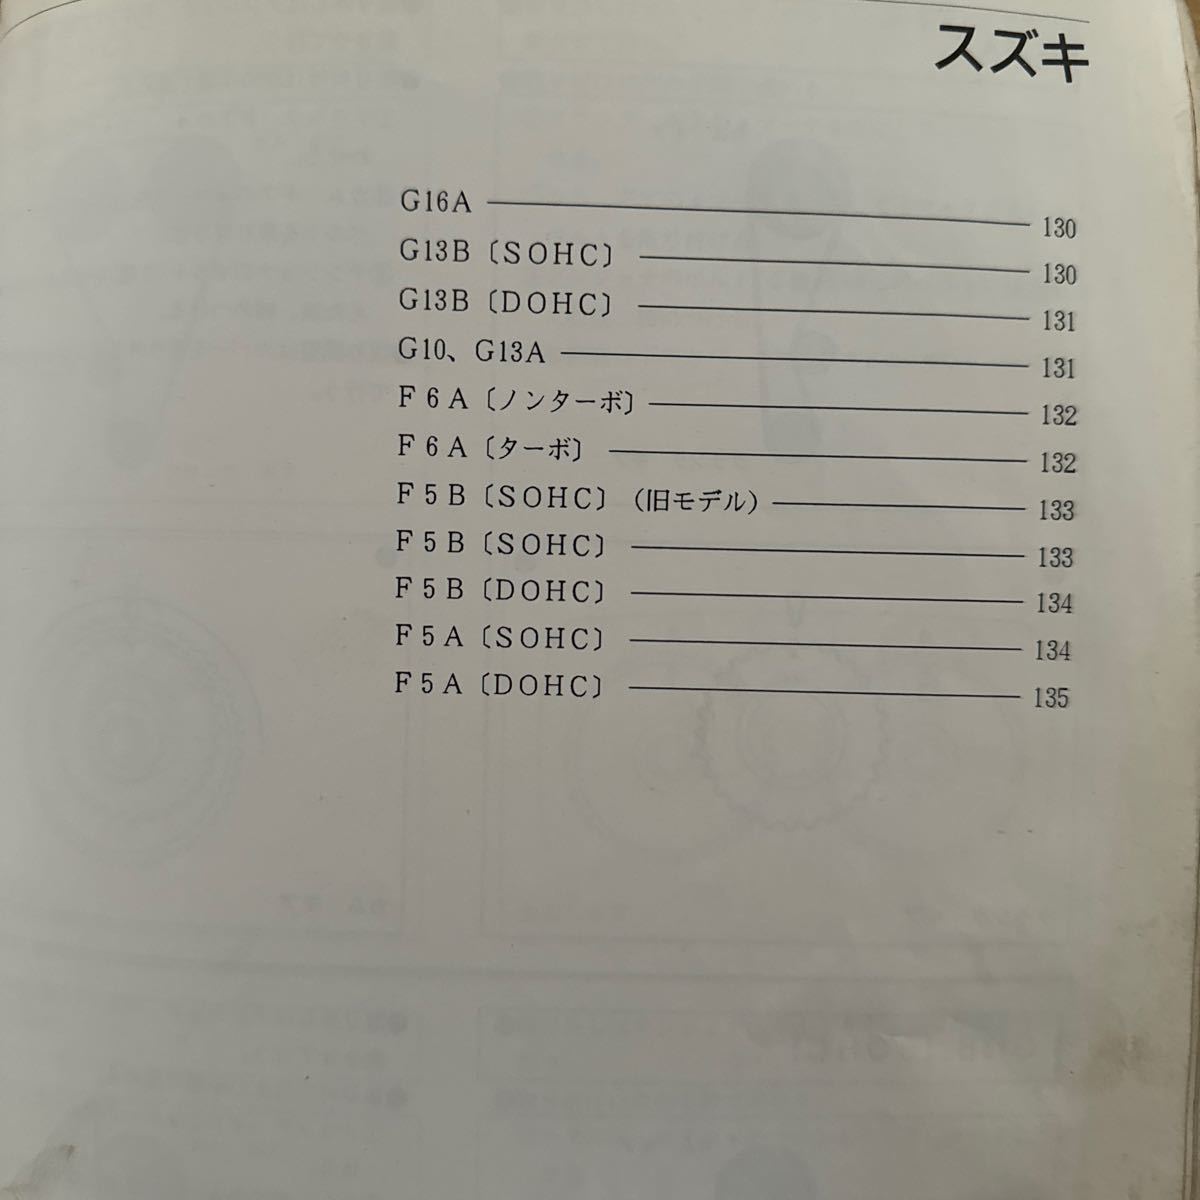 スズキ
G16A 130
G13B〔SOHC〕 130
G13B〔DOHC〕 131
G10、G13A 131
F6A〔ノンターボ〕 132
F6A〔ターボ〕 132
F5B〔SOHC〕（旧モデル） 133
F5B〔SOHC〕 133
F5B〔DOHC〕 134
F5A〔SOHC〕 134
F5A〔DOHC〕 135